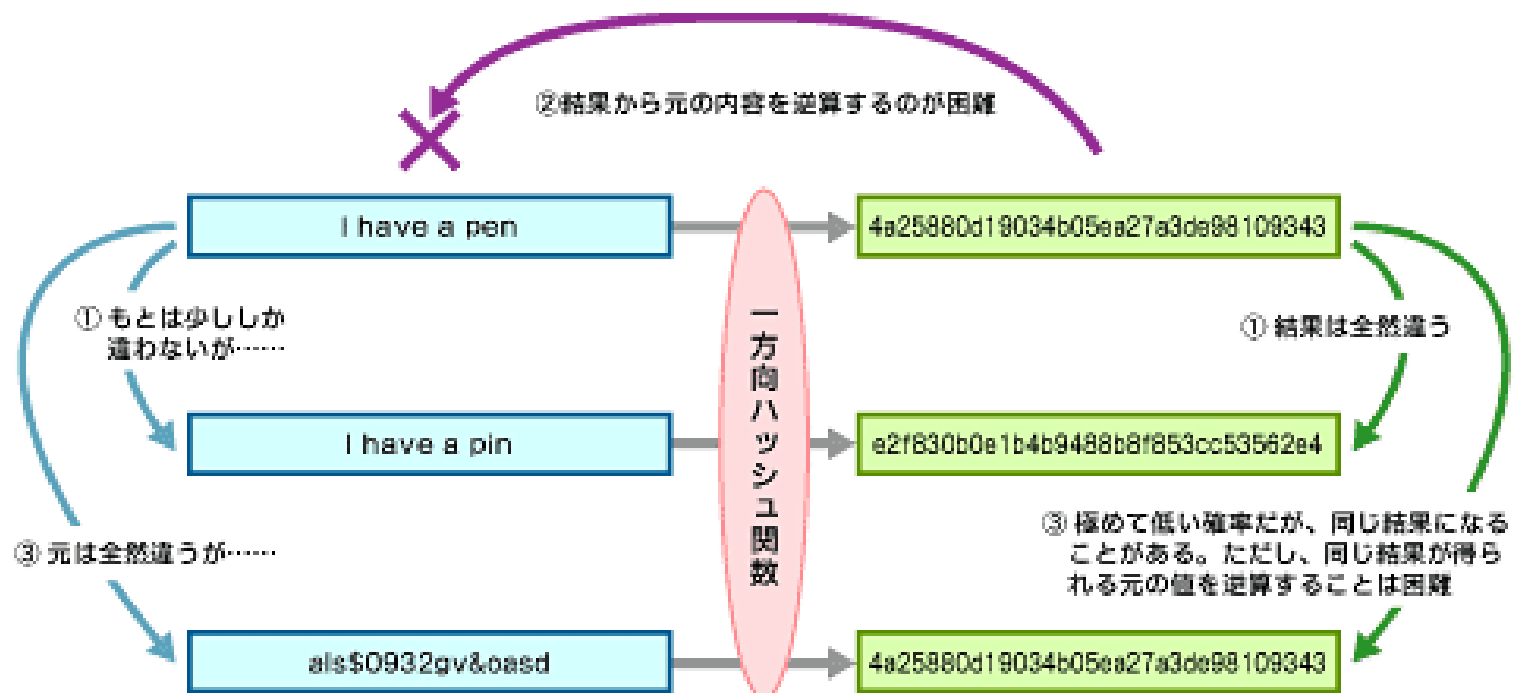 ②結果から元の内容を逆算するのが困難
I have a pen
4a25880d19034b05ea27a3de98109343
① もとは少ししか
違わないが……
① 結果は全然違う
一方向ハッシュ関数
I have a pin
e2f830b0e1b4b9488b8f853cc53562e4
③ 元は全然違うが……
③ 極めて低い確率だが、同じ結果になる
ことがある。ただし、同じ結果が得ら
れる元の値を逆算することは困難
als$0932gv&oasd
4a25880d19034b05ea27a3de98109343